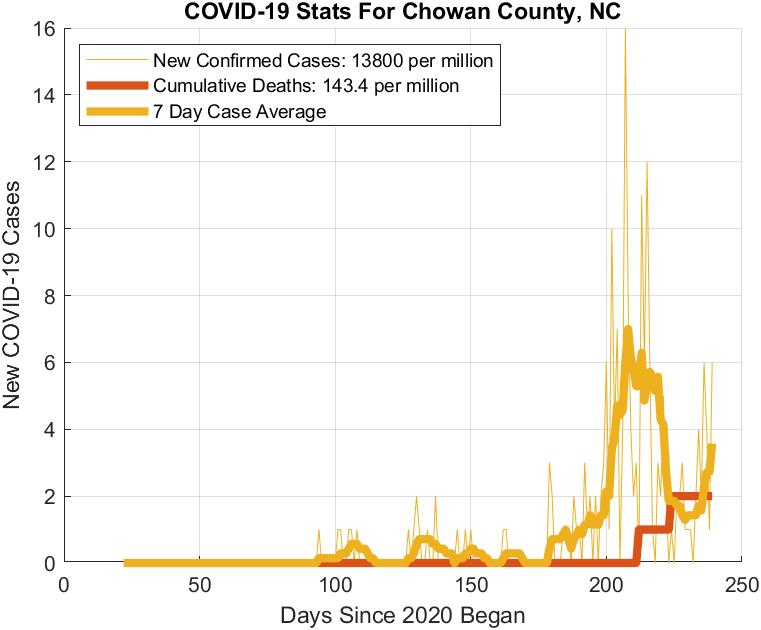 COVID-19 Stats For Chowan County, NC
New Confirmed Cases: 13800 per million
Cumulative Deaths: 143.4 per million
7 Day Case Average
New COVID-19 Cases
16
14
12
10
8
6
4
2
0
0 50 100 150 200 250
Days Since 2020 Began